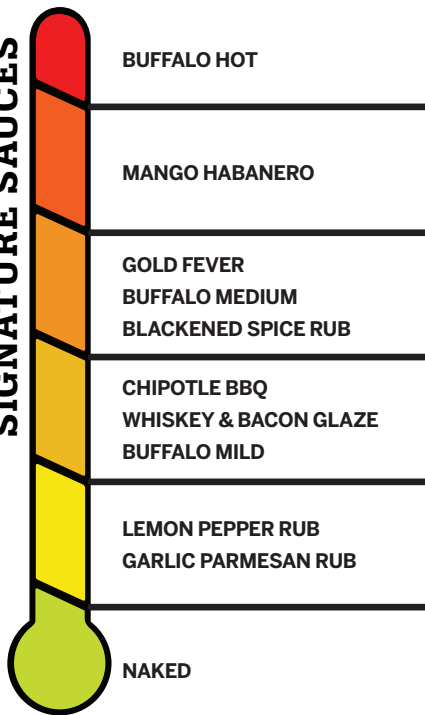 SIGNATURE SAUCES
BUFFALO HOT
MANGO HABANERO
GOLD FEVER
BUFFALO MEDIUM
BLACKENED SPICE RUB
CHIPOTLE BBQ
WHISKEY & BACON GLAZE
BUFFALO MILD
LEMON PEPPER RUB
GARLIC PARMESAN RUB
NAKED